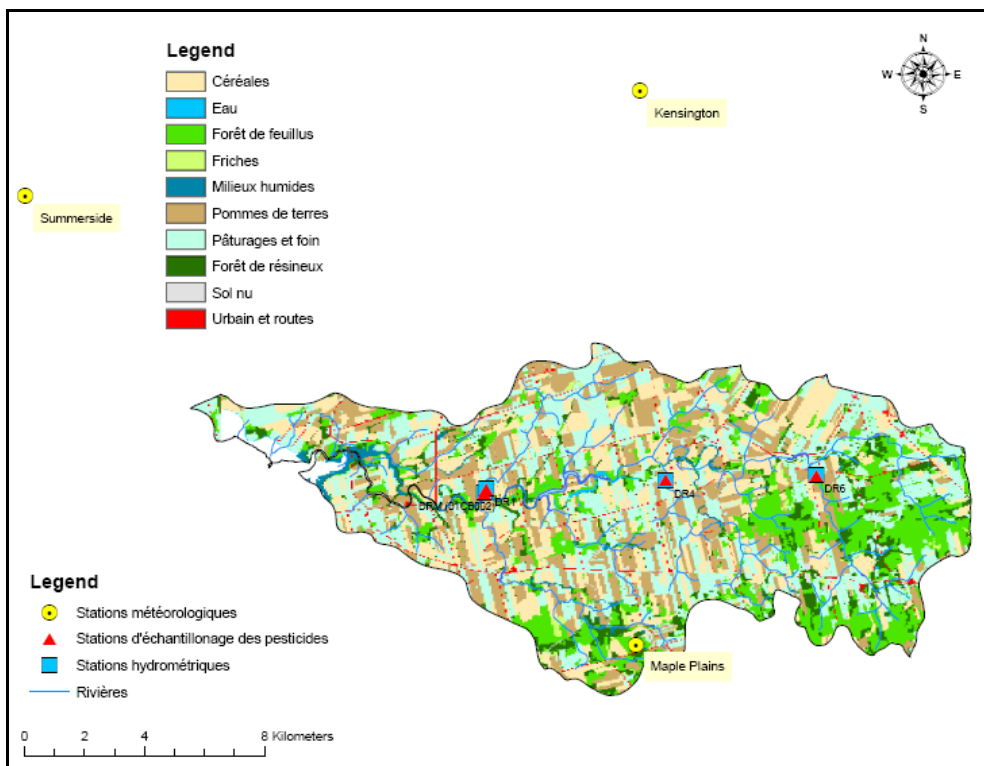 Legend
Céréales
Eau
Forêt de feuillus
Friches
Milieux humides
Pommes de terres
Pâturages et foin
Forêt de résineux
Sol nu
Urbain et routes
N
W
E
S
Kensington
Summerside
DR1
DR4
DR6
Maple Plains
Legend
Stations météorologiques
Stations d'échantillonage des pesticides
Stations hydrométriques
Rivières
0 2 4 8 Kilometers